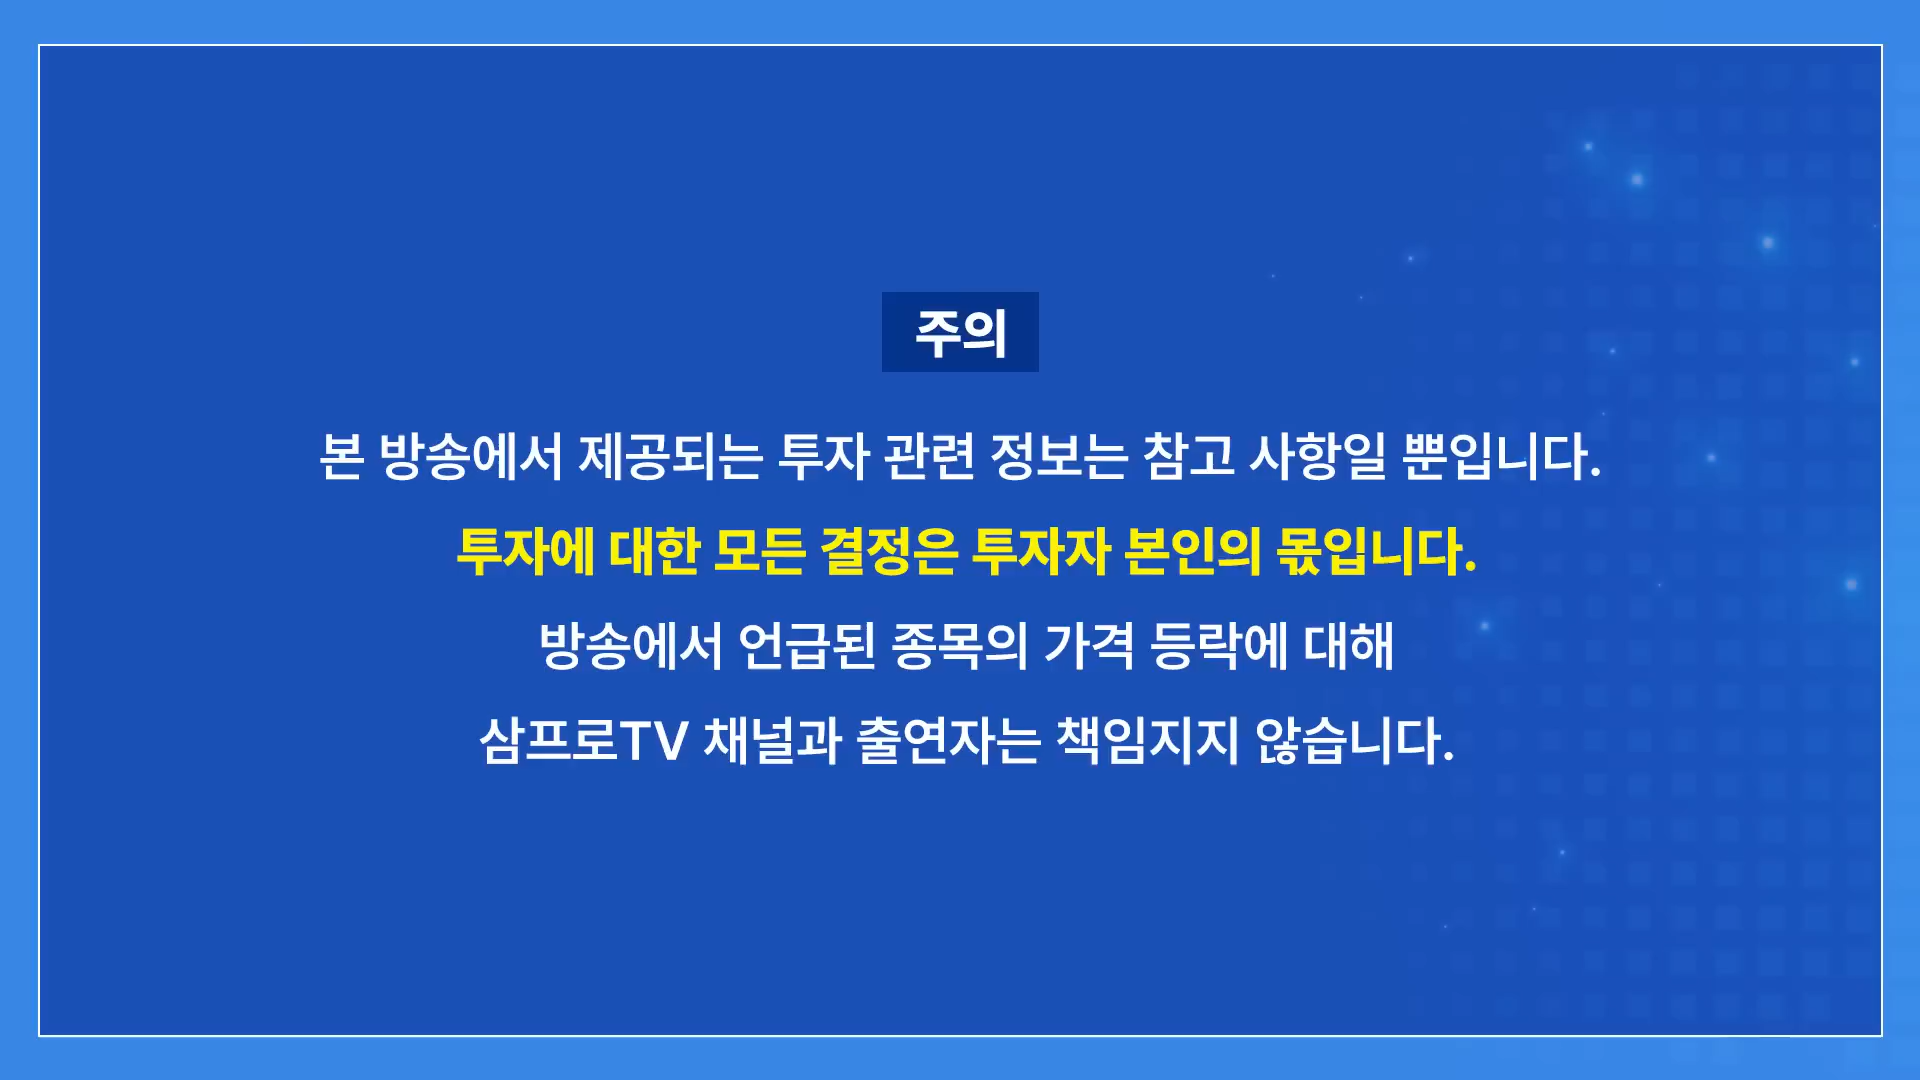 주의
본 방송에서 제공되는 투자 관련 정보는 참고 사항일 뿐입니다.
투자에 대한 모든 결정은 투자자 본인의 몫입니다.
방송에서 언급된 종목의 가격 등락에 대해
삼프로TV 채널과 출연자는 책임지지 않습니다.